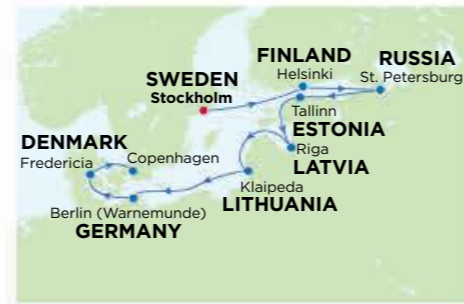 FINLAND
Helsinki
RUSSIA
St. Petersburg
SWEDEN
Stockholm
Tallinn
ESTONIA
Riga
LATVIA
DENMARK
Fredericia
Copenhagen
Klaipeda
LITHUANIA
Berlin (Warnemunde)
GERMANY